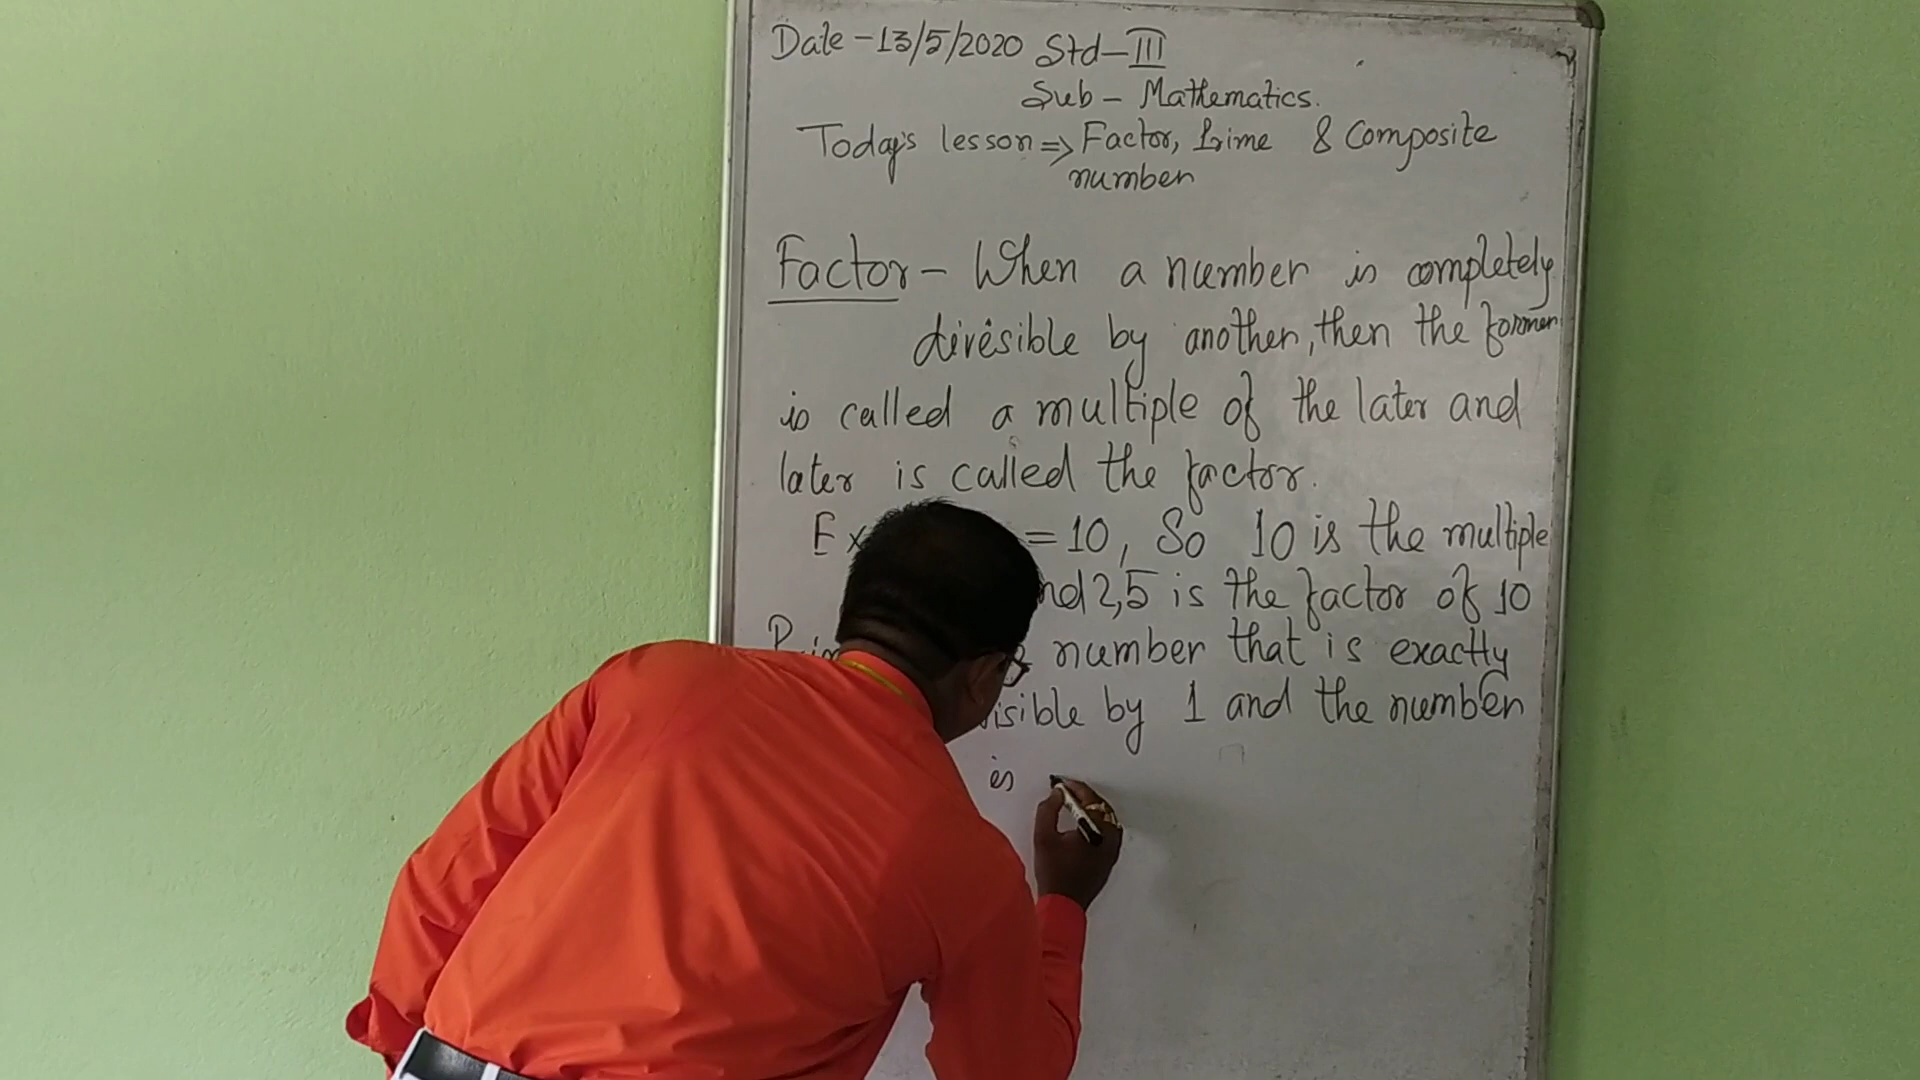 Date - 13/5/2020 Std - III
Sub - Mathematics.
Today's lesson => Factor, Prime & Composite
number
Factor - When a number is completely
divisible by another, then the former
is called a multiple of the later and
later is called the factor.
Ex = 10, So 10 is the multiple
2,5 is the factor of 10
number that is exactly
by 1 and the number
is